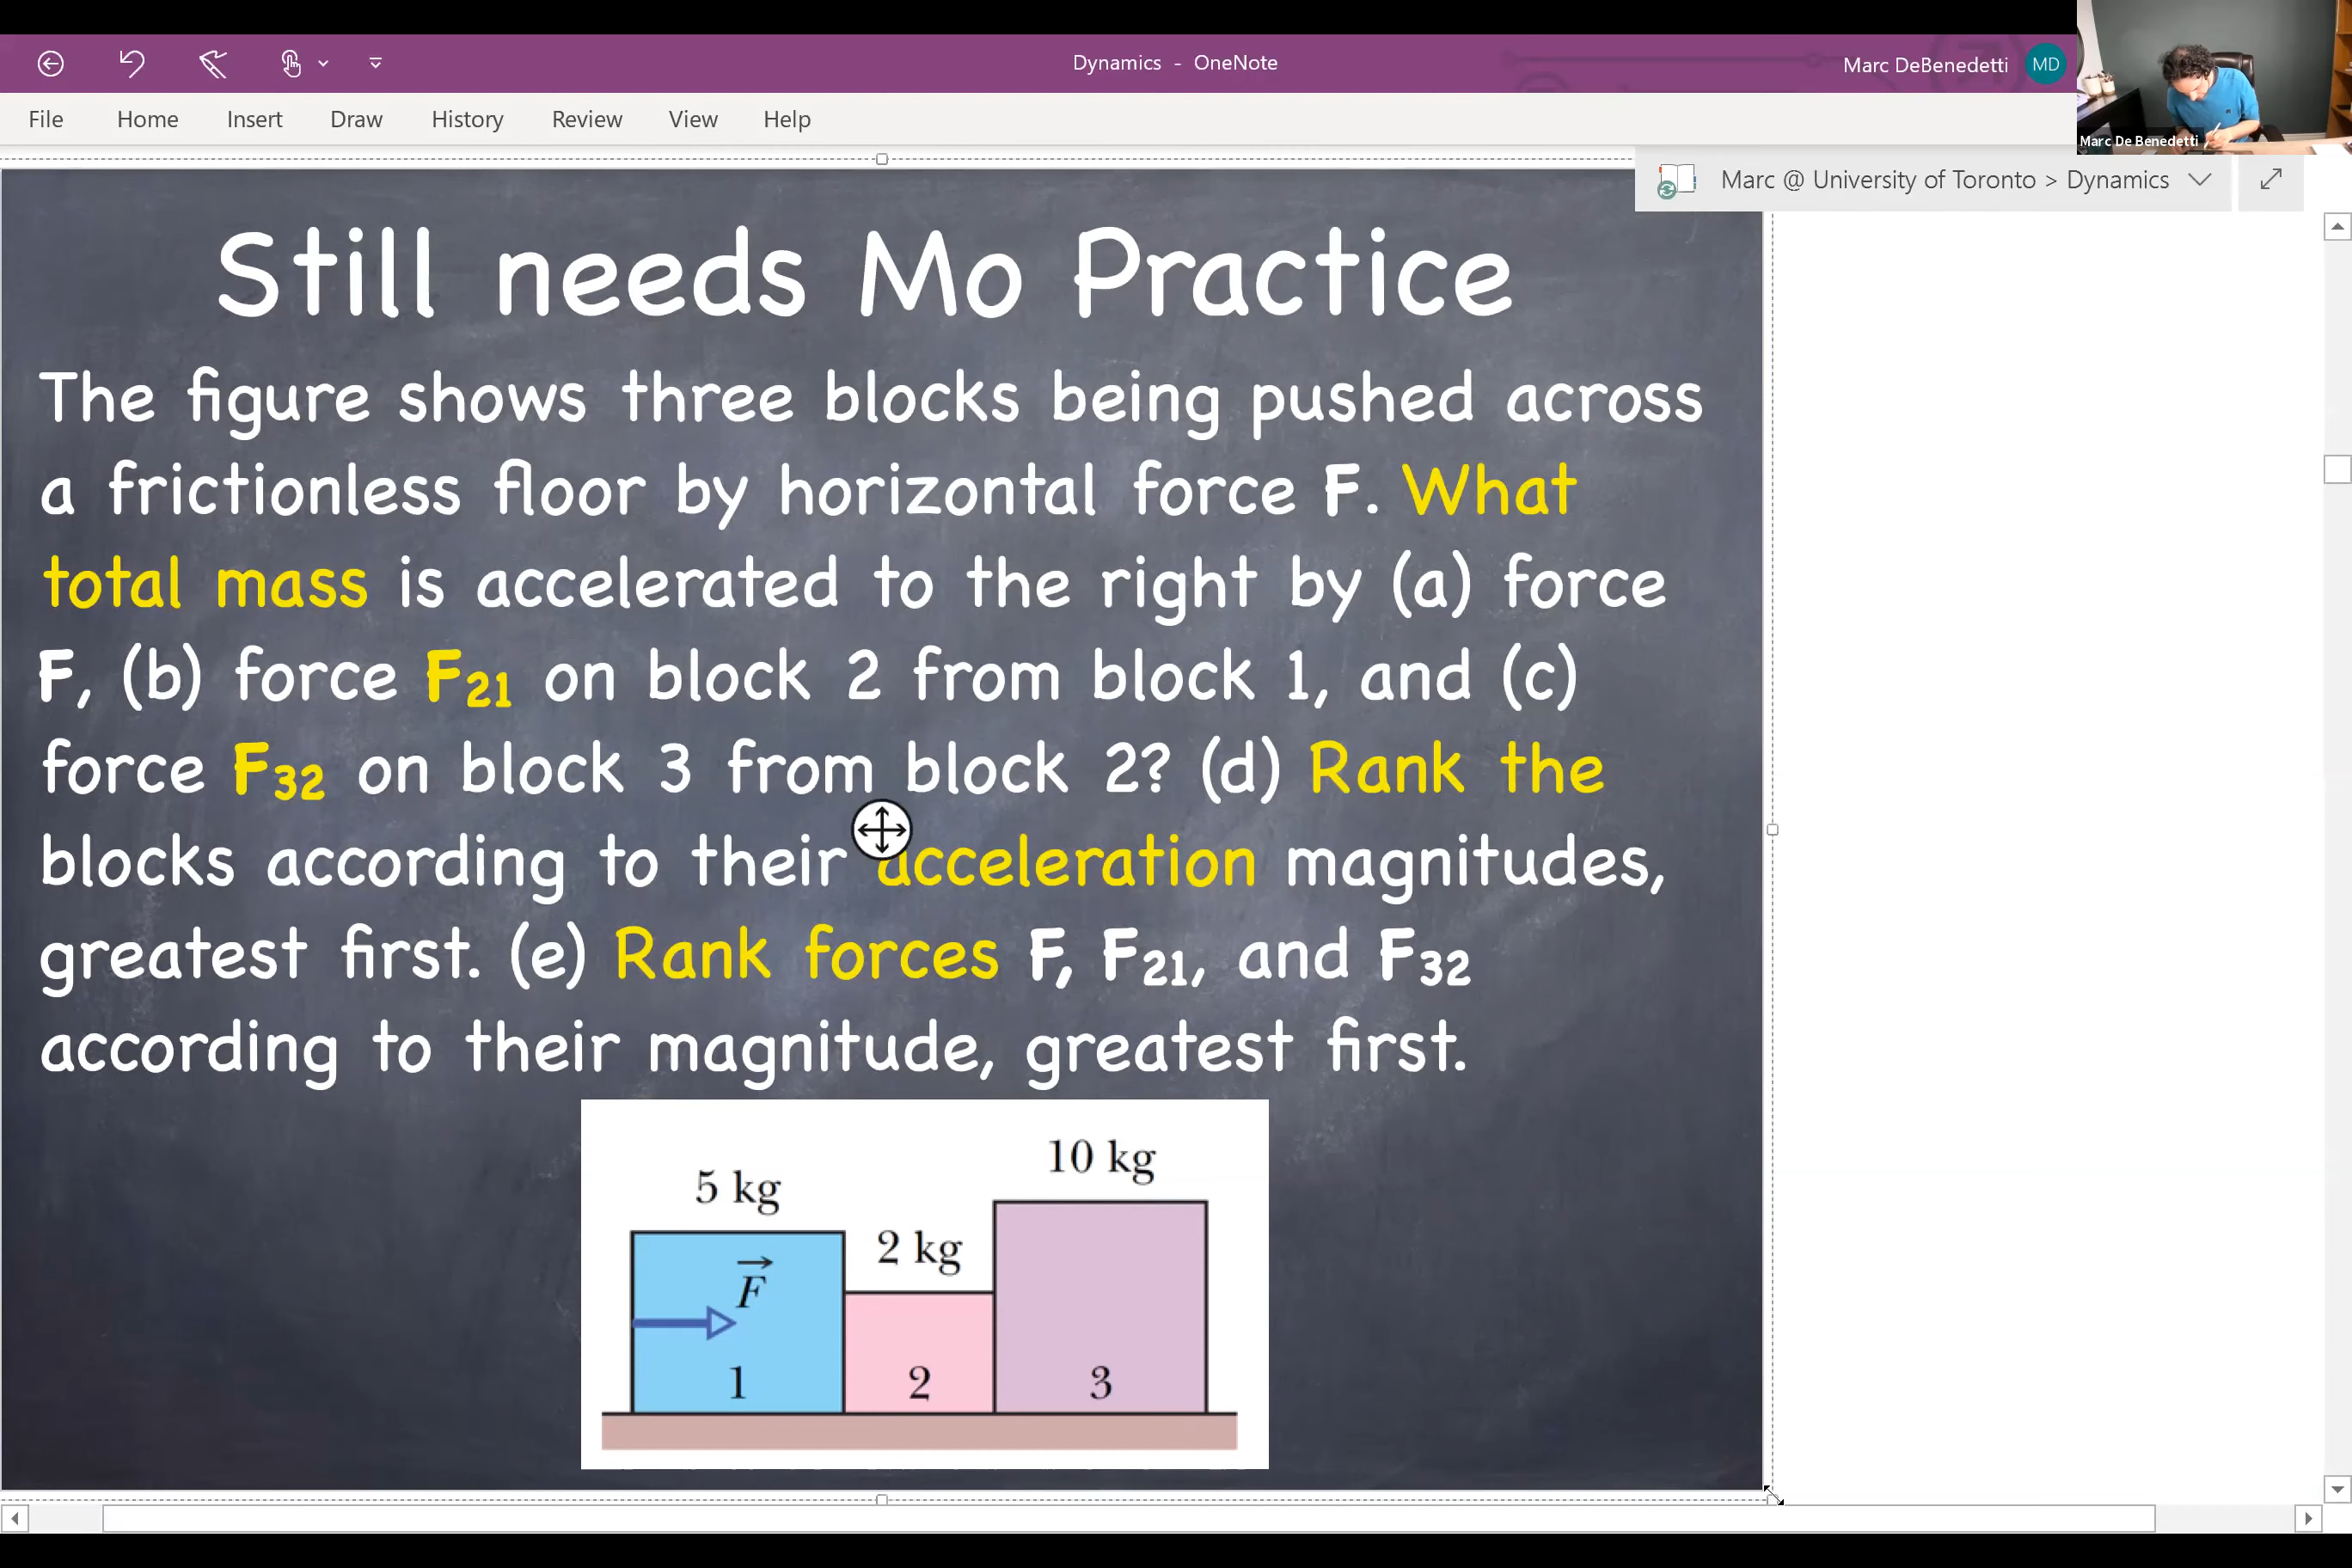 Dynamics - OneNote
Marc DeBenedetti
MD
File Home Insert Draw History Review View Help
Marc De Benedetti
Marc @ University of Toronto > Dynamics
Still needs Mo Practice
The figure shows three blocks being pushed across
a frictionless floor by horizontal force F. What
total mass is accelerated to the right by (a) force
F, (b) force F21 on block 2 from block 1, and (c)
force F32 on block 3 from block 2? (d) Rank the
blocks according to their acceleration magnitudes,
greatest first. (e) Rank forces F, F21, and F32
according to their magnitude, greatest first.
10 kg
5 kg
2 kg
F
1 2 3